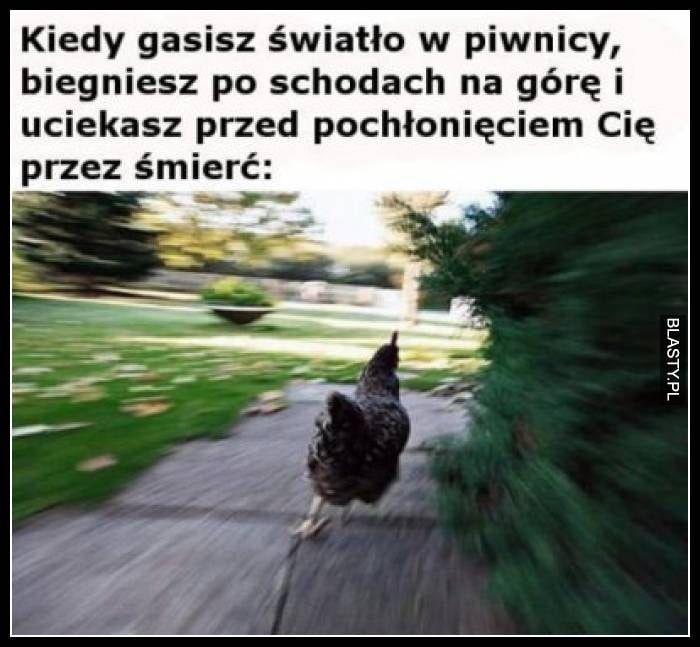 Kiedy gasisz światło w piwnicy,
biegniesz po schodach na górę i
uciekasz przed pochłonięciem Cię
przez śmierć:
BLASTY.PL